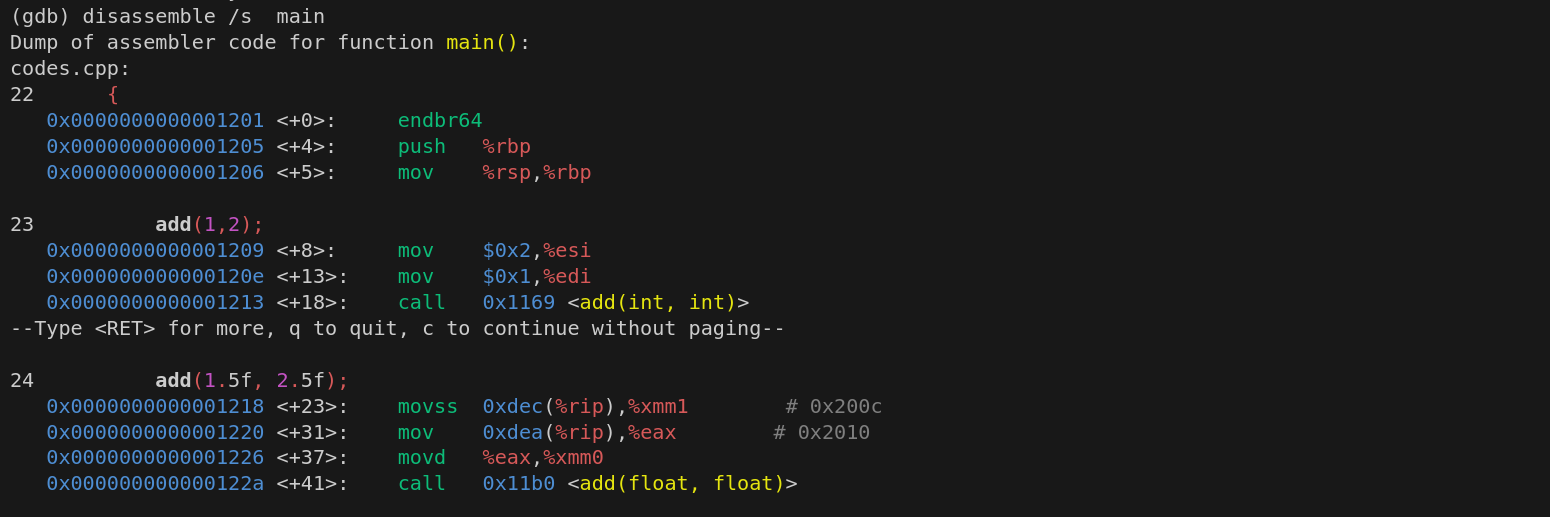 (gdb) disassemble /s  main
Dump of assembler code for function main():
codes.cpp:
22      {
   0x0000000000001201 <+0>:     endbr64
   0x0000000000001205 <+4>:     push   %rbp
   0x0000000000001206 <+5>:     mov    %rsp,%rbp

23          add(1,2);
   0x0000000000001209 <+8>:     mov    $0x2,%esi
   0x000000000000120e <+13>:    mov    $0x1,%edi
   0x0000000000001213 <+18>:    call   0x1169 <add(int, int)>
--Type <RET> for more, q to quit, c to continue without paging--

24          add(1.5f, 2.5f);
   0x0000000000001218 <+23>:    movss  0xdec(%rip),%xmm1        # 0x200c
   0x0000000000001220 <+31>:    mov    0xdea(%rip),%eax        # 0x2010
   0x0000000000001226 <+37>:    movd   %eax,%xmm0
   0x000000000000122a <+41>:    call   0x11b0 <add(float, float)>